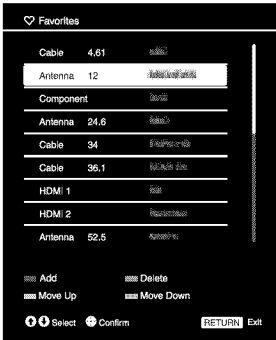 Favorites
Cable 4.61
Antenna 12
Component
Antenna 24.6
Cable 34
Cable 36.1
HDMI 1
HDMI 2
Antenna 52.5
Add Delete
Move Up Move Down
Select Confirm RETURN Exit